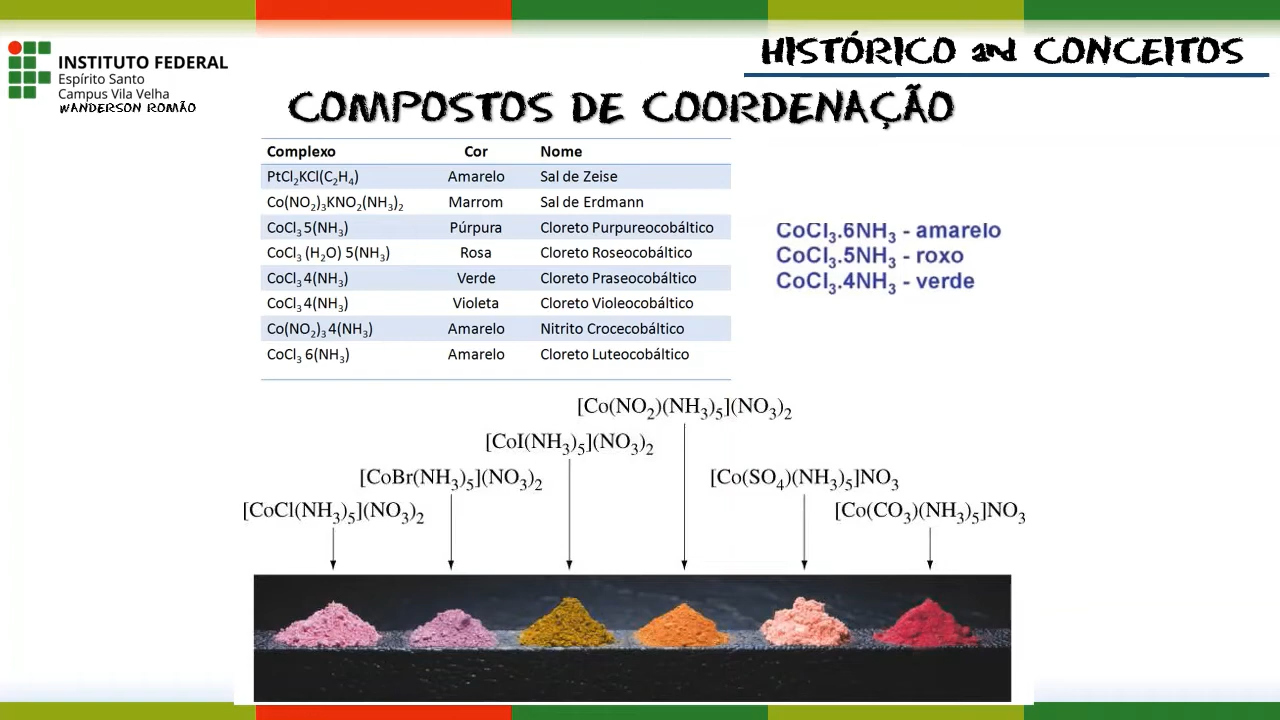 HISTÓRICO and CONCEITOS
INSTITUTO FEDERAL
Espírito Santo
Campus Vila Velha
WANDERSON ROMÃO
COMPOSTOS DE COORDENAÇÃO
Complexo Cor Nome
PtCl₂KCl(C₂H₄) Amarelo Sal de Zeise
Co(NO₂)₃KNO₂(NH₃)₂ Marrom Sal de Erdmann
CoCl₃ 5(NH₃) Púrpura Cloreto Purpureocobáltico
CoCl₃ (H₂O) 5(NH₃) Rosa Cloreto Roseocobáltico
CoCl₃ 4(NH₃) Verde Cloreto Praseocobáltico
CoCl₃ 4(NH₃) Violeta Cloreto Violeocobáltico
Co(NO₂)₃ 4(NH₃) Amarelo Nitrito Crocecobáltico
CoCl₃ 6(NH₃) Amarelo Cloreto Luteocobáltico
CoCl₃.6NH₃ - amarelo
CoCl₃.5NH₃ - roxo
CoCl₃.4NH₃ - verde
[Co(NO₂)(NH₃)₅](NO₃)₂
[CoI(NH₃)₅](NO₃)₂
[CoBr(NH₃)₅](NO₃)₂ [Co(SO₄)(NH₃)₅]NO₃
[CoCl(NH₃)₅](NO₃)₂ [Co(CO₃)(NH₃)₅]NO₃